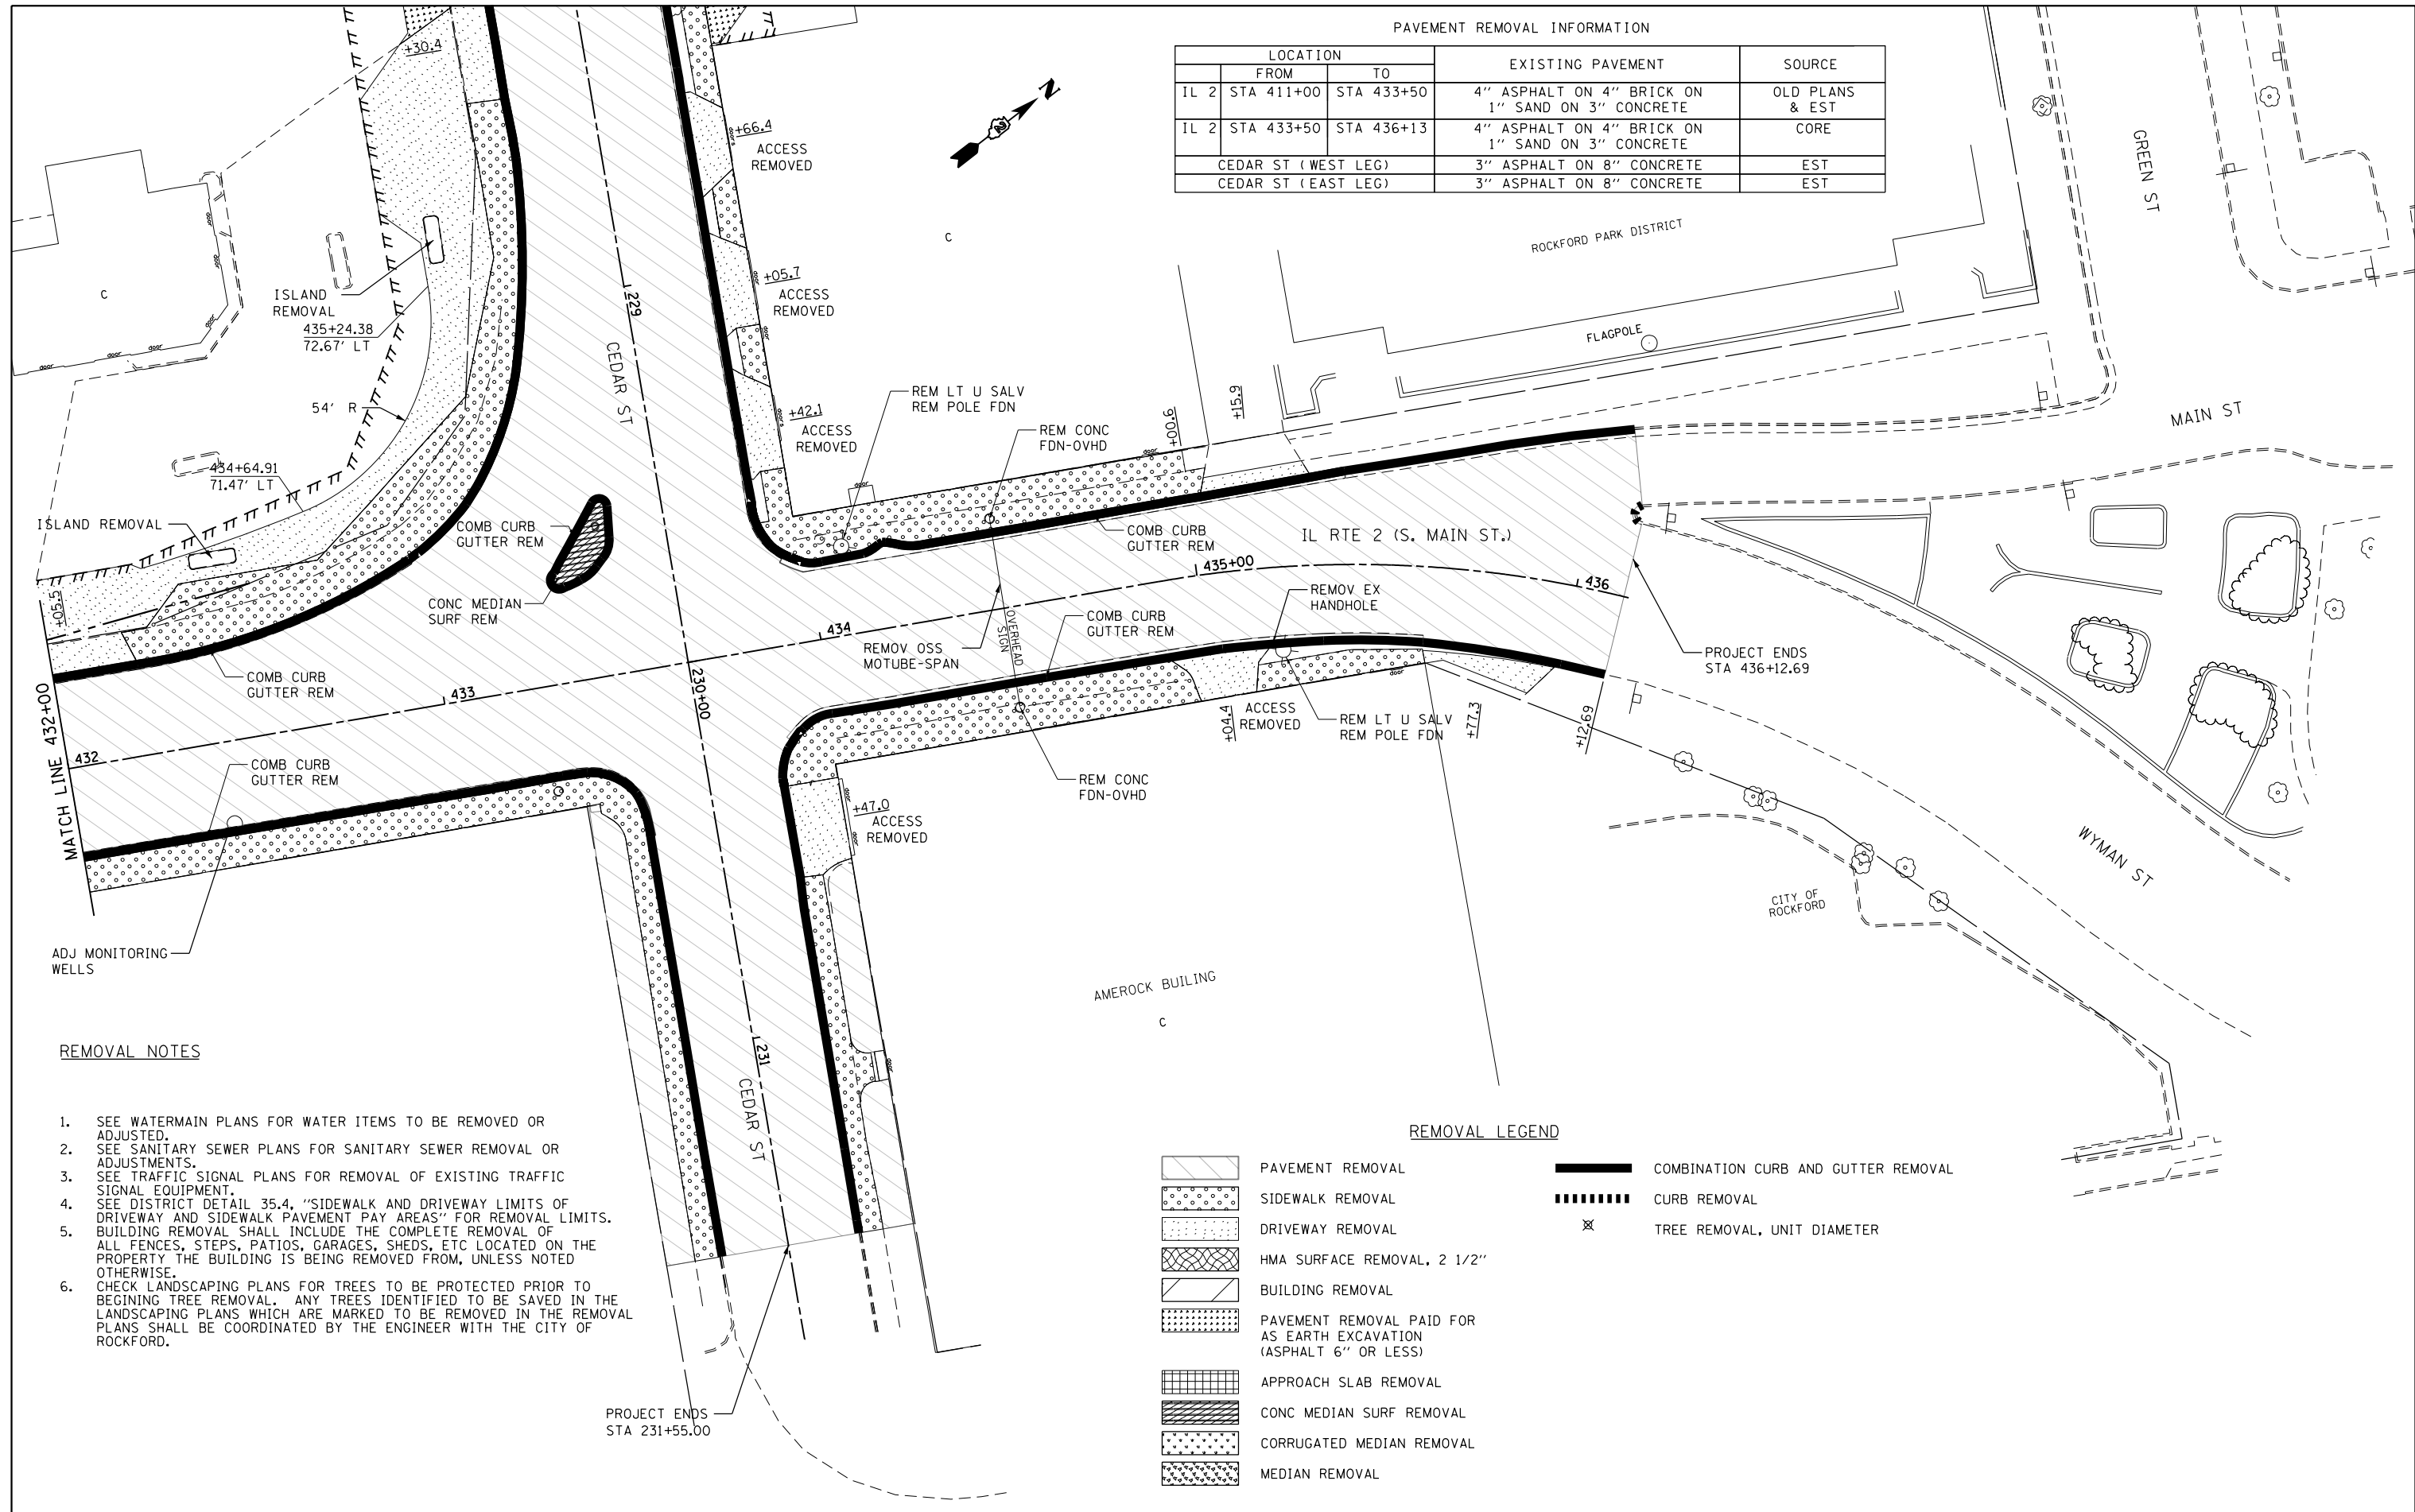 PAVEMENT REMOVAL INFORMATION
LOCATION
EXISTING PAVEMENT
SOURCE
FROM
TO
IL 2
STA 411+00
STA 433+50
4" ASPHALT ON 4" BRICK ON
1" SAND ON 3" CONCRETE
OLD PLANS
& EST
IL 2
STA 433+50
STA 436+13
4" ASPHALT ON 4" BRICK ON
1" SAND ON 3" CONCRETE
CORE
CEDAR ST (WEST LEG)
3" ASPHALT ON 8" CONCRETE
EST
CEDAR ST (EAST LEG)
3" ASPHALT ON 8" CONCRETE
EST
+30.4
+66.4
ACCESS
REMOVED
N
GREEN ST
ROCKFORD PARK DISTRICT
C
C
+05.7
ACCESS
REMOVED
ISLAND
REMOVAL
435+24.38
72.67' LT
229
CEDAR ST
FLAGPOLE
54' R
+42.1
ACCESS
REMOVED
REM LT U SALV
REM POLE FDN
REM CONC
FDN-OVHD
+00.6
+15.9
MAIN ST
434+64.91
71.47' LT
ISLAND REMOVAL
COMB CURB
GUTTER REM
COMB CURB
GUTTER REM
IL RTE 2 (S. MAIN ST.)
435+00
436
CONC MEDIAN
SURF REM
REMOV EX
HANDHOLE
COMB CURB
GUTTER REM
+05.5
434
OVERHEAD
SIGN
REMOV OSS
MOTUBE-SPAN
PROJECT ENDS
STA 436+12.69
COMB CURB
GUTTER REM
433
230+00
+04.4
ACCESS
REMOVED
REM LT U SALV
REM POLE FDN
+77.3
+12.69
MATCH LINE 432+00
432
COMB CURB
GUTTER REM
REM CONC
FDN-OVHD
+47.0
ACCESS
REMOVED
WYMAN ST
CITY OF
ROCKFORD
ADJ MONITORING
WELLS
AMEROCK BUILING
C
231
CEDAR ST
door
door
door
door
door
door
door
door
door
door
door
door
door
PROJECT ENDS
STA 231+55.00
REMOVAL NOTES
1. SEE WATERMAIN PLANS FOR WATER ITEMS TO BE REMOVED OR
ADJUSTED.
2. SEE SANITARY SEWER PLANS FOR SANITARY SEWER REMOVAL OR
ADJUSTMENTS.
3. SEE TRAFFIC SIGNAL PLANS FOR REMOVAL OF EXISTING TRAFFIC
SIGNAL EQUIPMENT.
4. SEE DISTRICT DETAIL 35.4, "SIDEWALK AND DRIVEWAY LIMITS OF
DRIVEWAY AND SIDEWALK PAVEMENT PAY AREAS" FOR REMOVAL LIMITS.
5. BUILDING REMOVAL SHALL INCLUDE THE COMPLETE REMOVAL OF
ALL FENCES, STEPS, PATIOS, GARAGES, SHEDS, ETC LOCATED ON THE
PROPERTY THE BUILDING IS BEING REMOVED FROM, UNLESS NOTED
OTHERWISE.
6. CHECK LANDSCAPING PLANS FOR TREES TO BE PROTECTED PRIOR TO
BEGINING TREE REMOVAL. ANY TREES IDENTIFIED TO BE SAVED IN THE
LANDSCAPING PLANS WHICH ARE MARKED TO BE REMOVED IN THE REMOVAL
PLANS SHALL BE COORDINATED BY THE ENGINEER WITH THE CITY OF
ROCKFORD.
REMOVAL LEGEND
PAVEMENT REMOVAL
SIDEWALK REMOVAL
DRIVEWAY REMOVAL
HMA SURFACE REMOVAL, 2 1/2"
BUILDING REMOVAL
PAVEMENT REMOVAL PAID FOR
AS EARTH EXCAVATION
(ASPHALT 6" OR LESS)
APPROACH SLAB REMOVAL
CONC MEDIAN SURF REMOVAL
CORRUGATED MEDIAN REMOVAL
MEDIAN REMOVAL
COMBINATION CURB AND GUTTER REMOVAL
CURB REMOVAL
TREE REMOVAL, UNIT DIAMETER